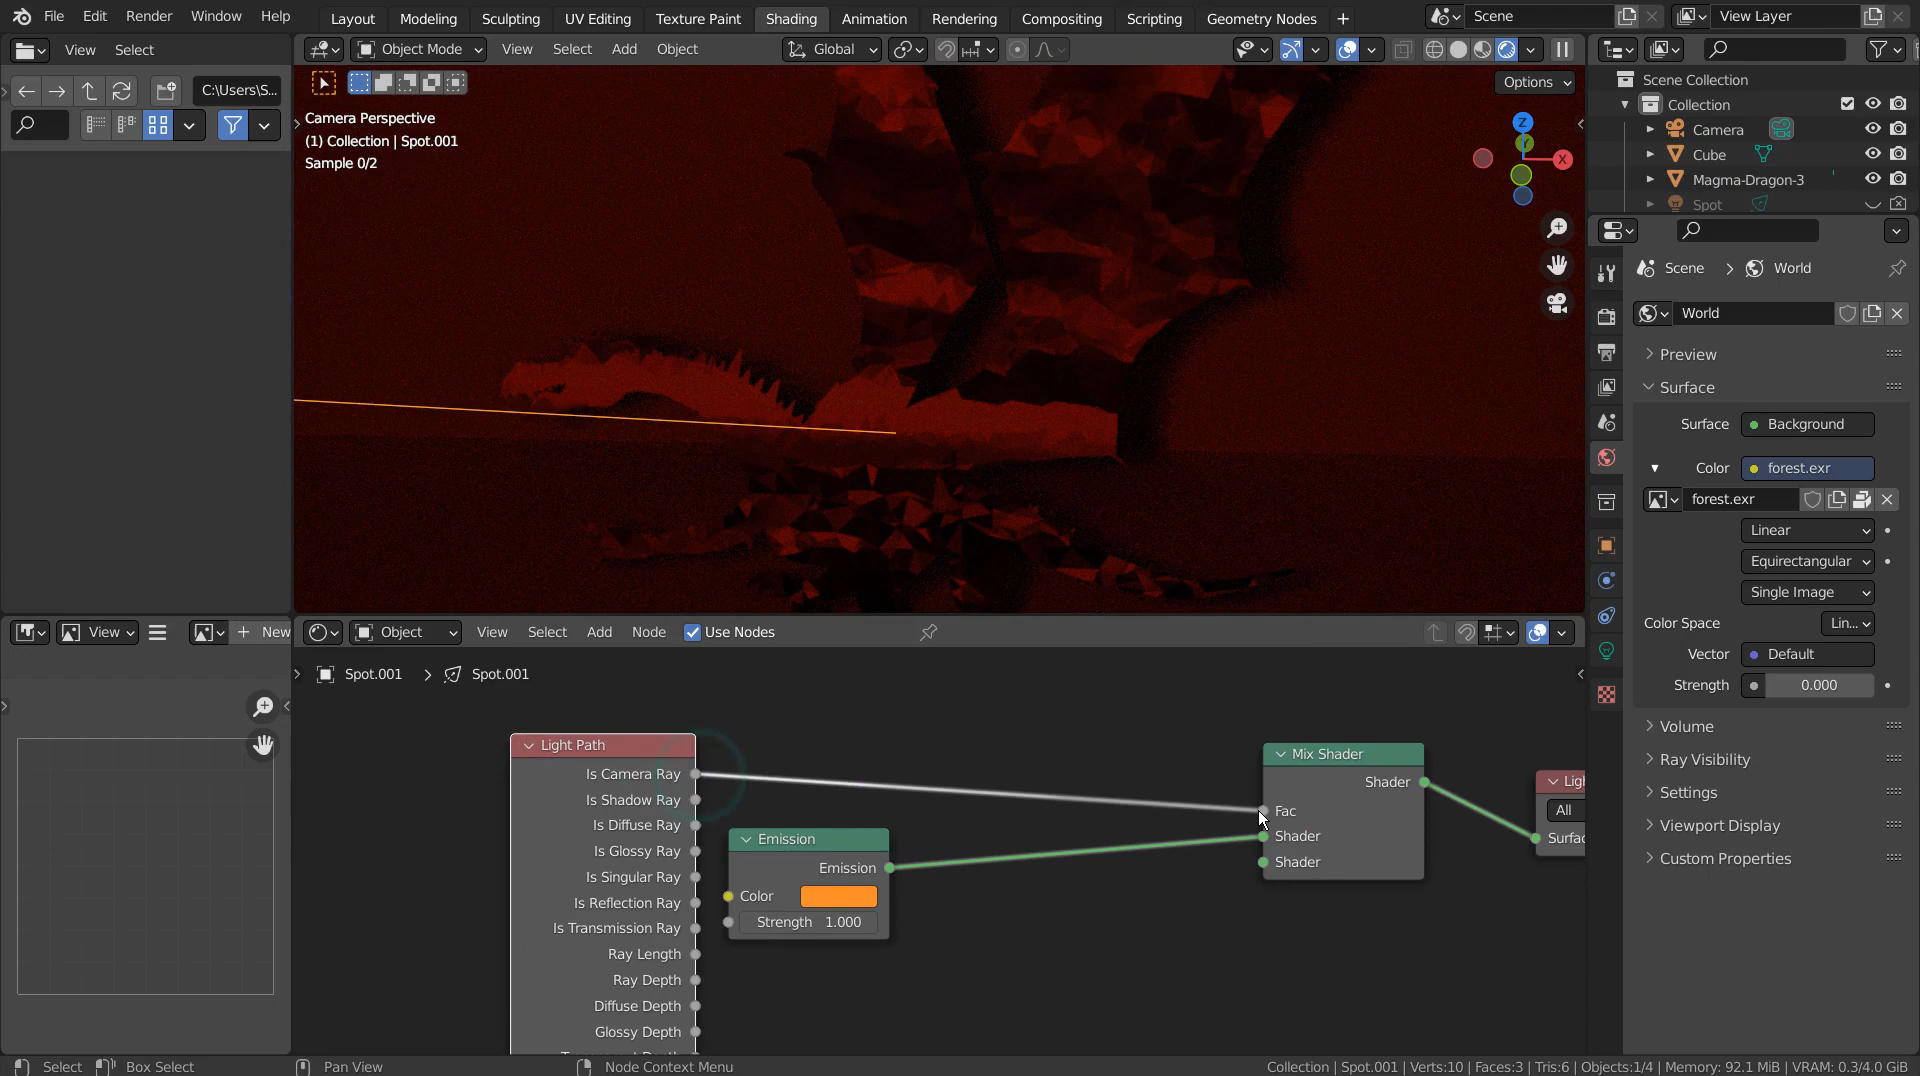 File Edit Render Window Help
Layout Modeling Sculpting UV Editing Texture Paint Shading Animation Rendering Compositing Scripting Geometry Nodes +
Scene
View Layer
View Select
Object Mode View Select Add Object
Global
C:\Users\S...
Options
Camera Perspective
(1) Collection | Spot.001
Sample 0/2
Z
Y
X
Scene Collection
Collection
Camera
Cube
Magma-Dragon-3
Spot
Scene > World
World
Preview
Surface
Surface Background
Color forest.exr
forest.exr
Linear
Equirectangular
Single Image
Color Space Lin...
Vector Default
Strength 0.000
Volume
Ray Visibility
Settings
Viewport Display
Custom Properties
View
+ New
Object View Select Add Node Use Nodes
Spot.001 > Spot.001
Light Path
Is Camera Ray
Is Shadow Ray
Is Diffuse Ray
Is Glossy Ray
Is Singular Ray
Is Reflection Ray
Is Transmission Ray
Ray Length
Ray Depth
Diffuse Depth
Glossy Depth
Emission
Emission
Color
Strength 1.000
Mix Shader
Shader
Fac
Shader
Shader
All
Select Box Select Pan View Node Context Menu
Collection | Spot.001 | Verts:10 | Faces:3 | Tris:6 | Objects:1/4 | Memory: 92.1 MiB | VRAM: 0.3/4.0 GiB